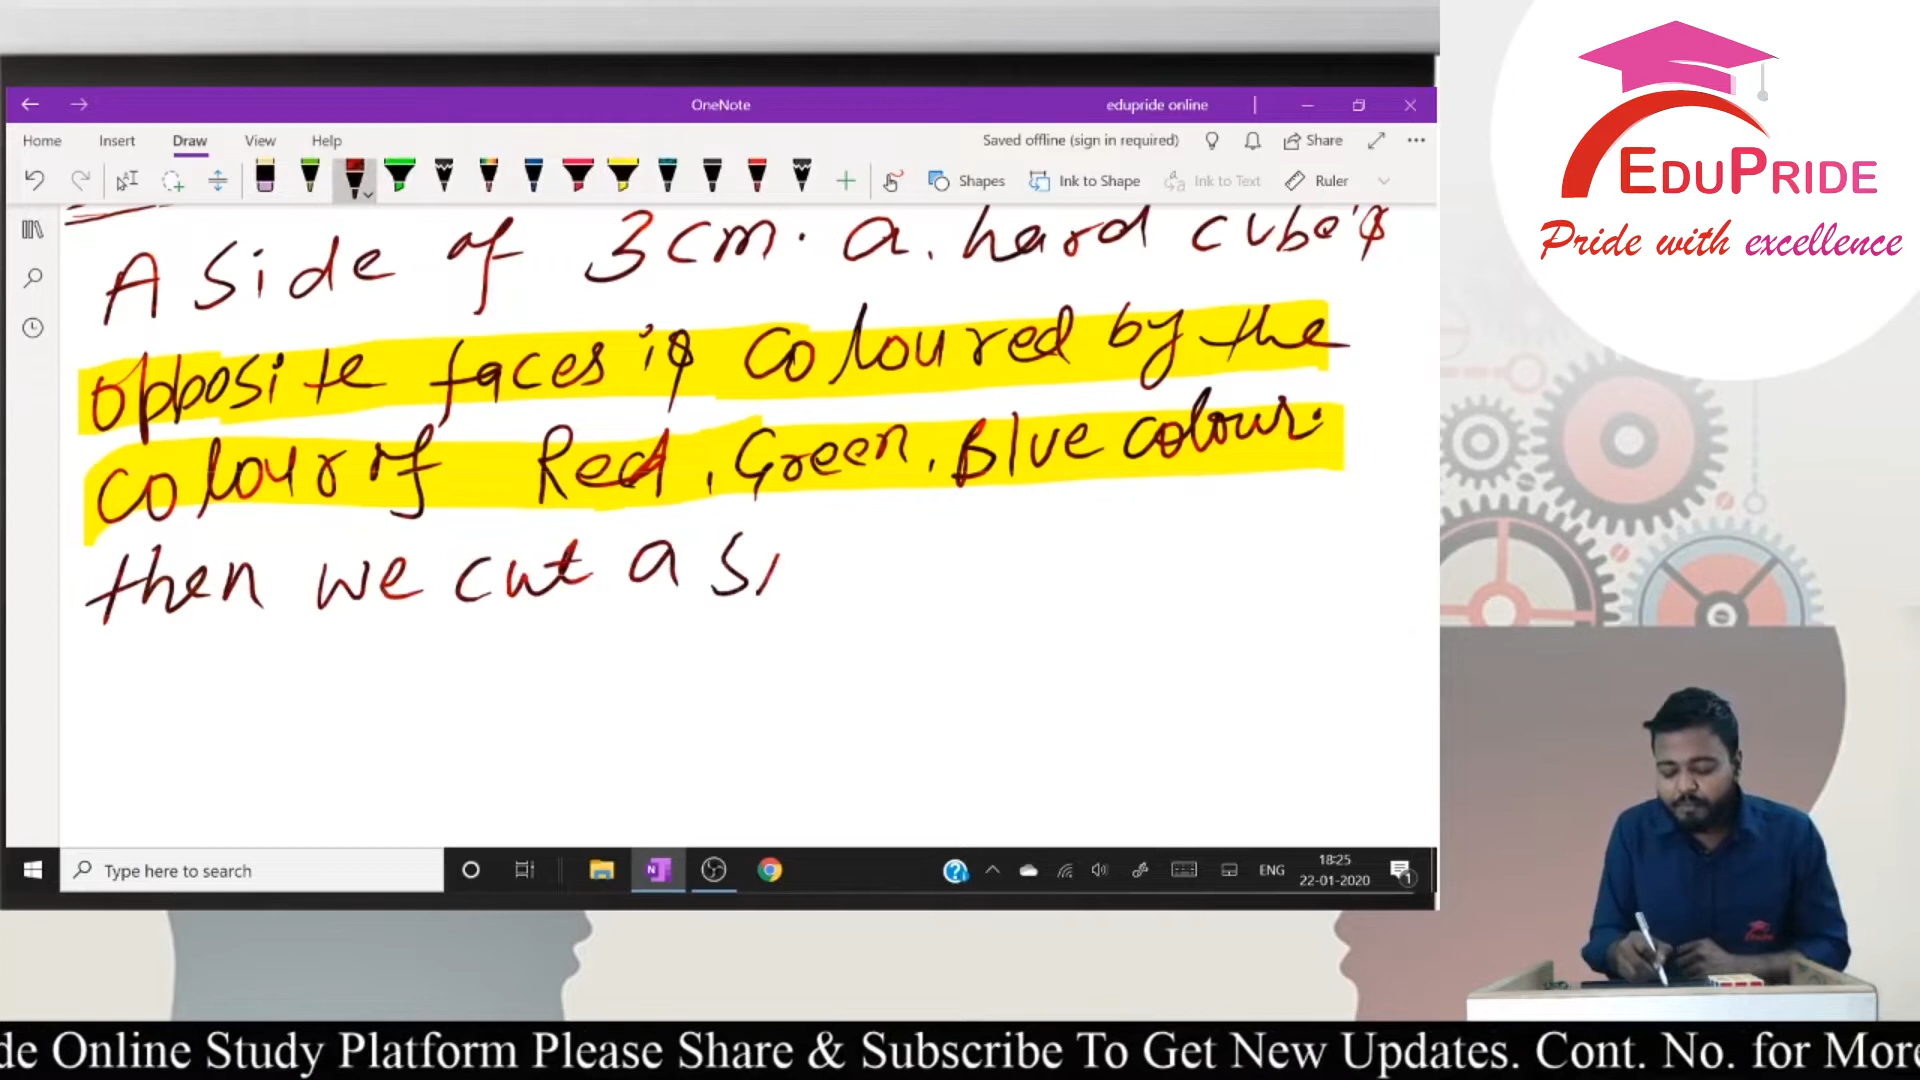 OneNote
edupride online
Home Insert Draw View Help
Saved offline (sign in required)
Share
Shapes
Ink to Shape
Ink to Text
Ruler
A side of 3cm. a. hard cube's
opposite faces is coloured by the
colour of Red, Green, Blue colour.
then we cut a
Type here to search
ENG
18:25
22-01-2020
1
EDUPRIDE
Pride with excellence
de Online Study Platform Please Share & Subscribe To Get New Updates. Cont. No. for More